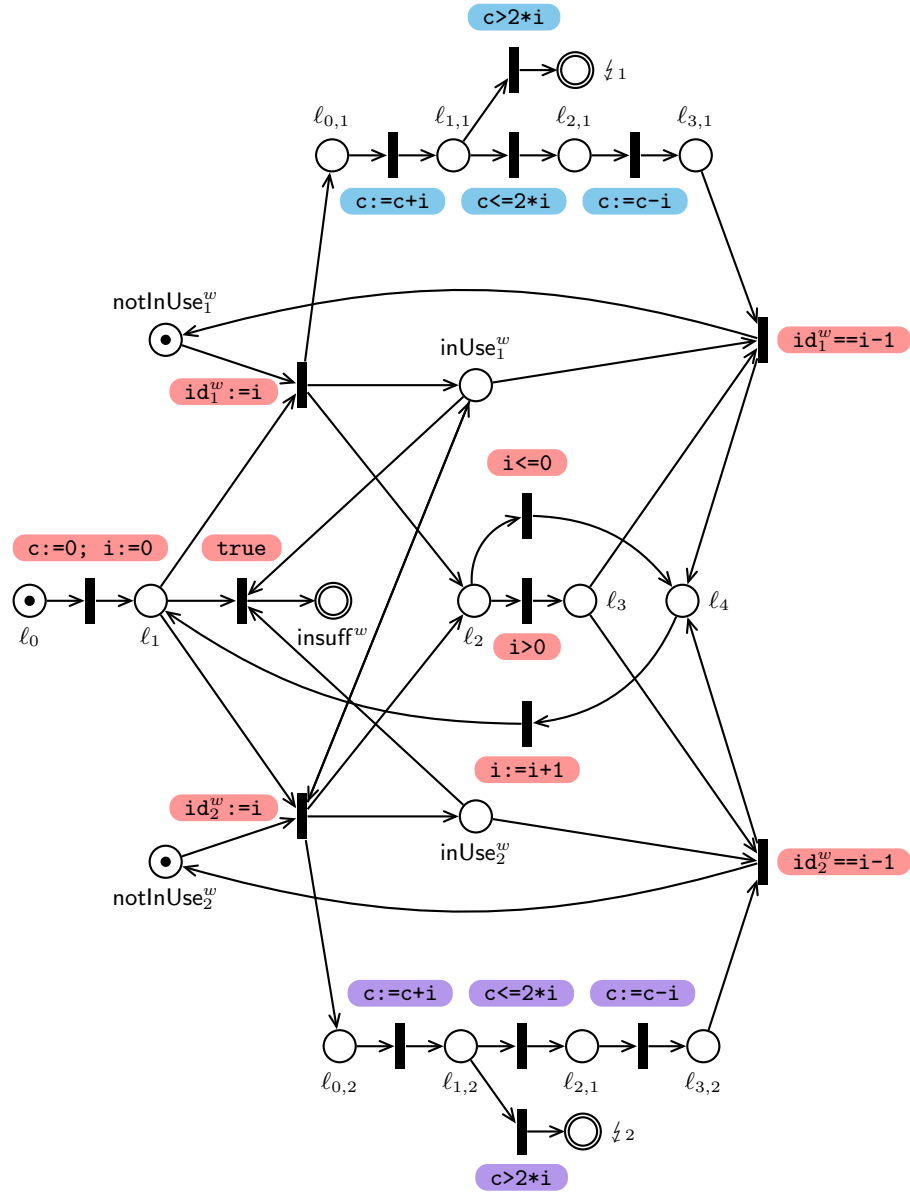 c>2*i
↯1
ℓ0,1
ℓ1,1
ℓ2,1
ℓ3,1
c:=c+i
c<=2*i
c:=c-i
notInUse₁ʷ
inUse₁ʷ
id₁ʷ==i-1
id₁ʷ:=i
i<=0
c:=0; i:=0
true
ℓ0
ℓ1
insuffʷ
ℓ2
ℓ3
ℓ4
i>0
i:=i+1
id₂ʷ:=i
inUse₂ʷ
id₂ʷ==i-1
notInUse₂ʷ
c:=c+i
c<=2*i
c:=c-i
ℓ0,2
ℓ1,2
ℓ2,1
ℓ3,2
↯2
c>2*i